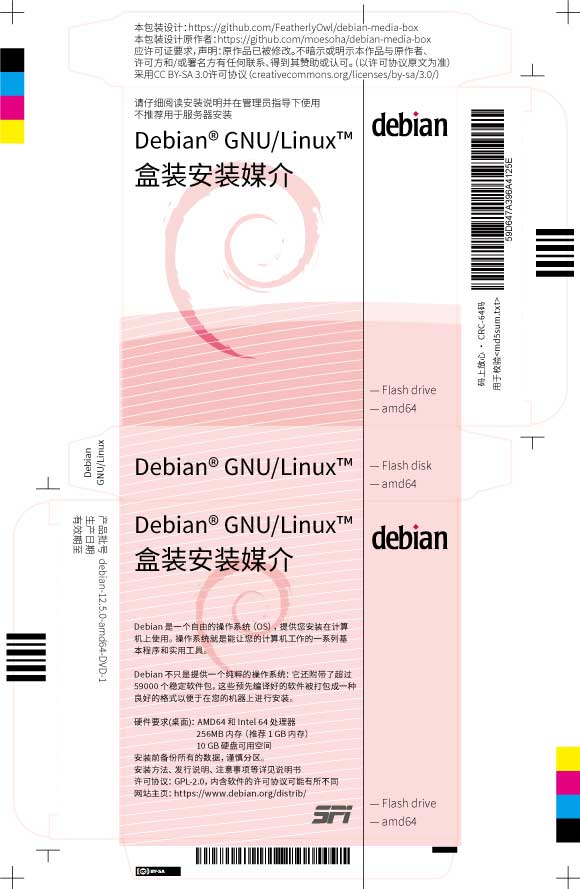 本包装设计：https://github.com/FeatherlyOwl/debian-media-box
本包装设计原作者：https://github.com/moesoha/debian-media-box
应许可证要求，声明：原作品已被修改。不暗示或明示本作品与原作者、
许可方和/或署名方有任何联系、得到其赞助或认可。(以许可协议原文为准)
采用CC BY-SA 3.0许可协议（creativecommons.org/licenses/by-sa/3.0/）
请仔细阅读安装说明并在管理员指导下使用
不推荐用于服务器安装
Debian® GNU/Linux™
盒装安装媒介
debian
59D647A396A4125E
码上放心 · CRC-64码
用于校验<md5sum.txt>
— Flash drive
— amd64
Debian
GNU/Linux
Debian® GNU/Linux™
— Flash disk
— amd64
Debian® GNU/Linux™
盒装安装媒介
debian
产品批号 debian-12.5.0-amd64-DVD-1
生产日期
有效期至
Debian 是一个自由的操作系统（OS），提供您安装在计算
机上使用。操作系统就是能让您的计算机工作的一系列基
本程序和实用工具。
Debian 不只是提供一个纯粹的操作系统：它还附带了超过
59000 个稳定软件包，这些预先编译好的软件被打包成一种
良好的格式以便于在您的机器上进行安装。
硬件要求(桌面)：AMD64 和 Intel 64 处理器
256MB 内存（推荐 1 GB 内存）
10 GB 硬盘可用空间
安装前备份所有的数据，谨慎分区。
安装方法、发行说明、注意事项等详见说明书
许可协议：GPL-2.0，内含软件的许可协议可能有所不同
网站主页：https://www.debian.org/distrib/
SPI
— Flash drive
— amd64
cc BY-SA